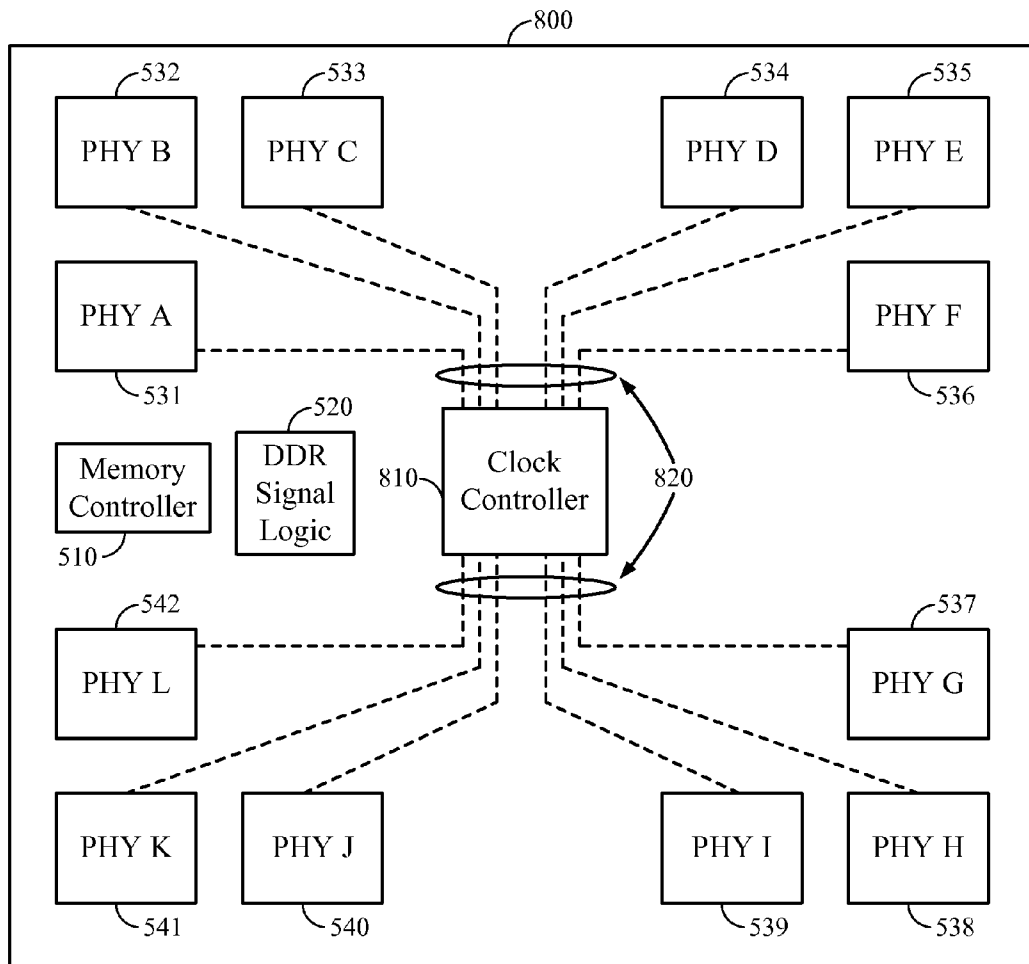 800
532
533
534
535
PHY B
PHY C
PHY D
PHY E
PHY A
PHY F
531
536
520
Memory
Controller
510
DDR
Signal
Logic
810
Clock
Controller
820
542
537
PHY L
PHY G
PHY K
PHY J
PHY I
PHY H
541
540
539
538